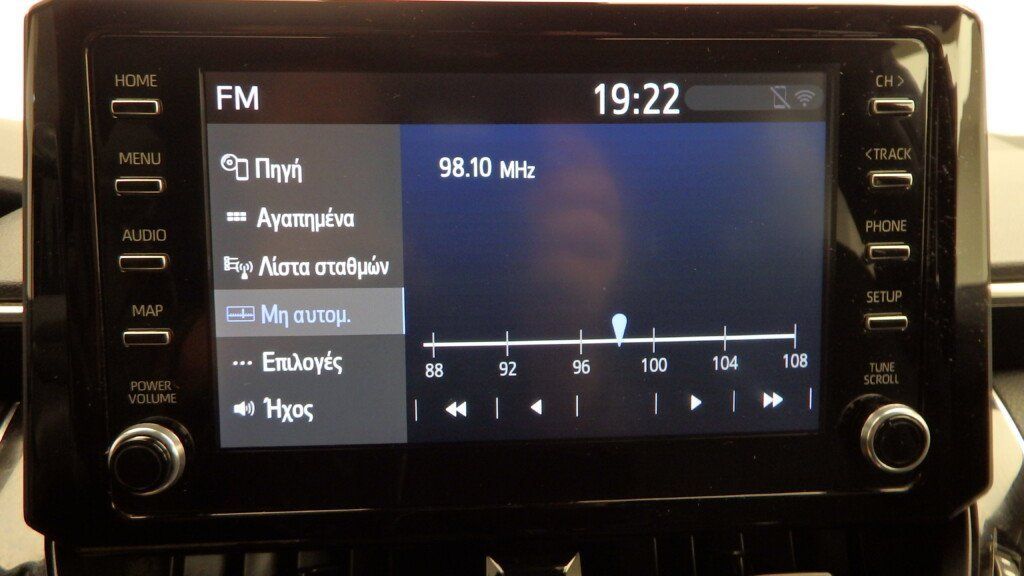 HOME
MENU
AUDIO
MAP
POWER
VOLUME
FM
19:22
Πηγή
Αγαπημένα
Λίστα σταθμών
Μη αυτομ.
Επιλογές
Ήχος
98.10 MHz
88 92 96 100 104 108
CH >
< TRACK
PHONE
SETUP
TUNE
SCROLL